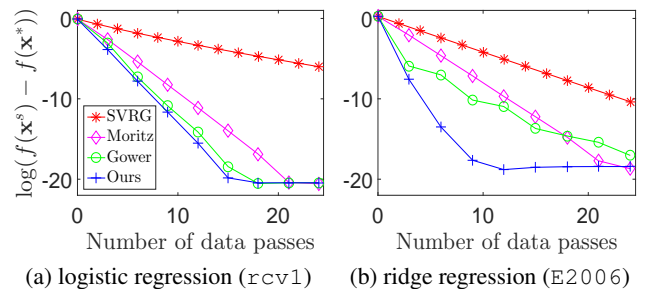 log(f(x^s) − f(x*))
0
-10
-20
SVRG
Moritz
Gower
Ours
0 10 20
Number of data passes
(a) logistic regression (rcv1)
0
-10
-20
0 10 20
Number of data passes
(b) ridge regression (E2006)